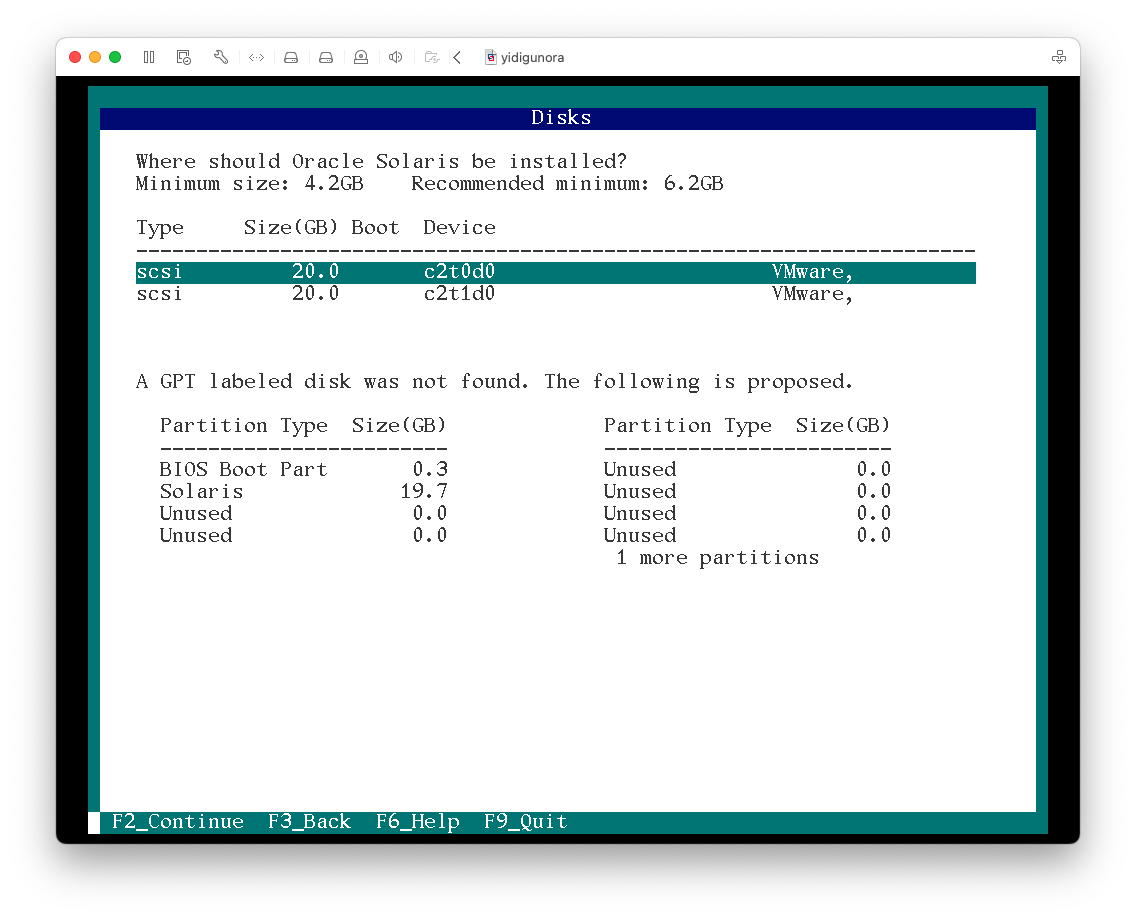 yidigunora
Disks
Where should Oracle Solaris be installed?
Minimum size: 4.2GB    Recommended minimum: 6.2GB
Type     Size(GB) Boot  Device
----------------------------------------------------------------------
scsi         20.0       c2t0d0                       VMware,
scsi         20.0       c2t1d0                       VMware,
A GPT labeled disk was not found. The following is proposed.
Partition Type  Size(GB)             Partition Type  Size(GB)
------------------------             ------------------------
BIOS Boot Part       0.3             Unused               0.0
Solaris             19.7             Unused               0.0
Unused               0.0             Unused               0.0
Unused               0.0             Unused               0.0
1 more partitions
F2_Continue  F3_Back  F6_Help  F9_Quit